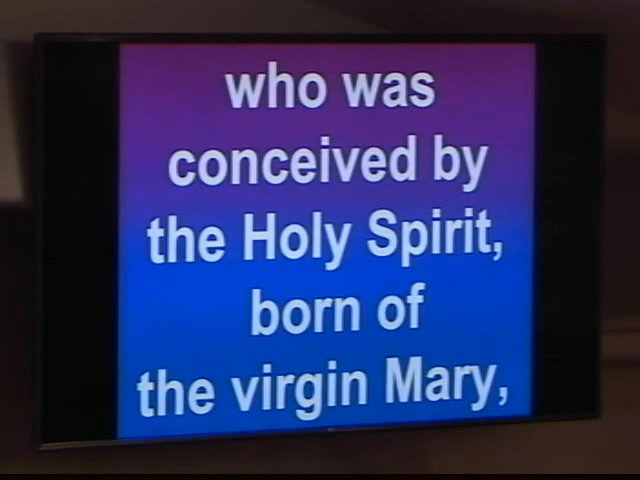 who was
conceived by
the Holy Spirit,
born of
the virgin Mary,